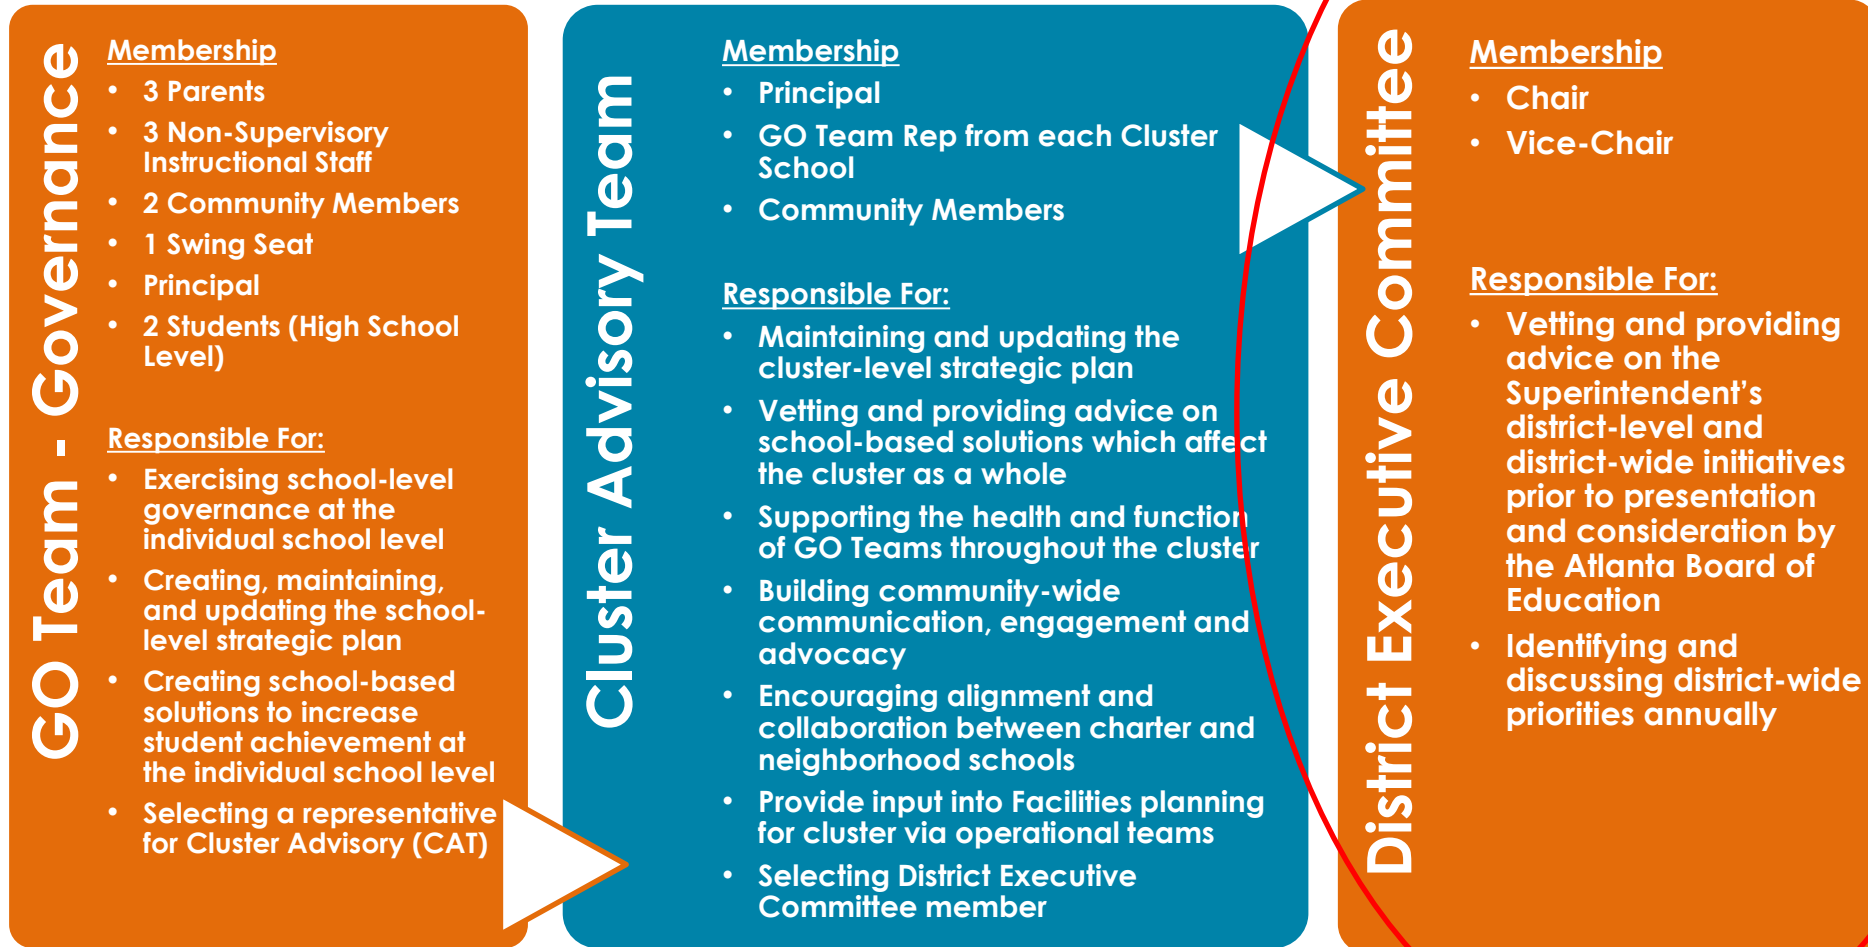 GO Team - Governance
Membership
• 3 Parents
• 3 Non-Supervisory
Instructional Staff
• 2 Community Members
• 1 Swing Seat
• Principal
• 2 Students (High School
Level)
Responsible For:
• Exercising school-level
governance at the
individual school level
• Creating, maintaining,
and updating the school-
level strategic plan
• Creating school-based
solutions to increase
student achievement at
the individual school level
• Selecting a representative
for Cluster Advisory (CAT)
Cluster Advisory Team
Membership
• Principal
• GO Team Rep from each Cluster
School
• Community Members
Responsible For:
• Maintaining and updating the
cluster-level strategic plan
• Vetting and providing advice on
school-based solutions which affect
the cluster as a whole
• Supporting the health and function
of GO Teams throughout the cluster
• Building community-wide
communication, engagement and
advocacy
• Encouraging alignment and
collaboration between charter and
neighborhood schools
• Provide input into Facilities planning
for cluster via operational teams
• Selecting District Executive
Committee member
District Executive Committee
Membership
• Chair
• Vice-Chair
Responsible For:
• Vetting and providing
advice on the
Superintendent’s
district-level and
district-wide initiatives
prior to presentation
and consideration by
the Atlanta Board of
Education
• Identifying and
discussing district-wide
priorities annually